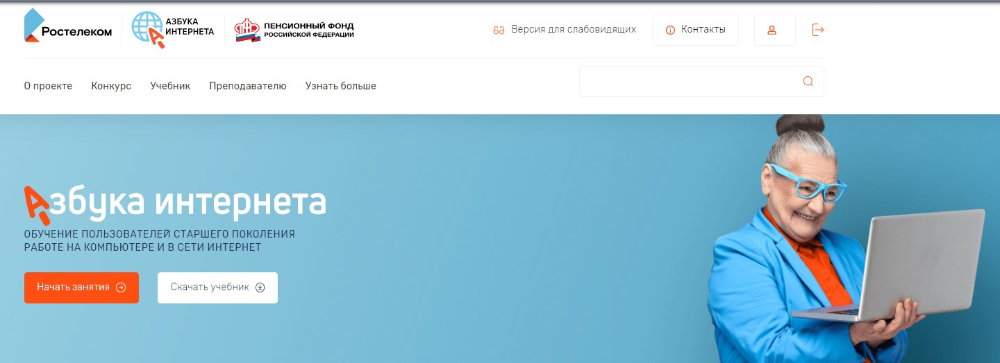 Ростелеком
АЗБУКА
ИНТЕРНЕТА
ПЕНСИОННЫЙ ФОНД
РОССИЙСКОЙ ФЕДЕРАЦИИ
Версия для слабовидящих
Контакты
О проекте
Конкурс
Учебник
Преподавателю
Узнать больше
Азбука интернета
ОБУЧЕНИЕ ПОЛЬЗОВАТЕЛЕЙ СТАРШЕГО ПОКОЛЕНИЯ
РАБОТЕ НА КОМПЬЮТЕРЕ И В СЕТИ ИНТЕРНЕТ
Начать занятия
Скачать учебник